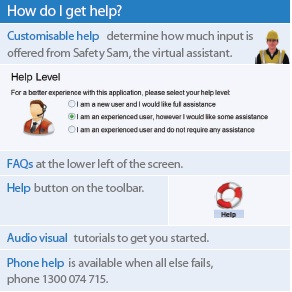 How do I get help?
Customisable help determine how much input is
offered from Safety Sam, the virtual assistant.
Help Level
For a better experience with this application, please select your help level:
I am a new user and I would like full assistance
I am an experienced user, however I would like some assistance
I am an experienced user and do not require any assistance
FAQs at the lower left of the screen.
Help button on the toolbar.
Help
Audio visual tutorials to get you started.
Phone help is available when all else fails,
phone 1300 074 715.